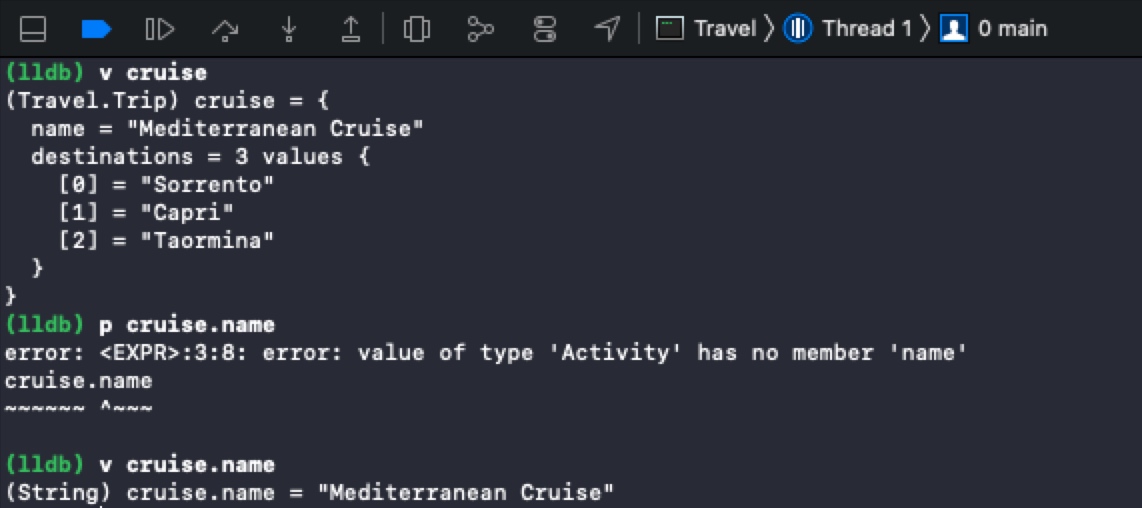 Travel 〉 Thread 1 〉 0 main
(lldb) v cruise
(Travel.Trip) cruise = {
  name = "Mediterranean Cruise"
  destinations = 3 values {
    [0] = "Sorrento"
    [1] = "Capri"
    [2] = "Taormina"
  }
}
(lldb) p cruise.name
error: <EXPR>:3:8: error: value of type 'Activity' has no member 'name'
cruise.name
~~~~~~ ^~~~
(lldb) v cruise.name
(String) cruise.name = "Mediterranean Cruise"